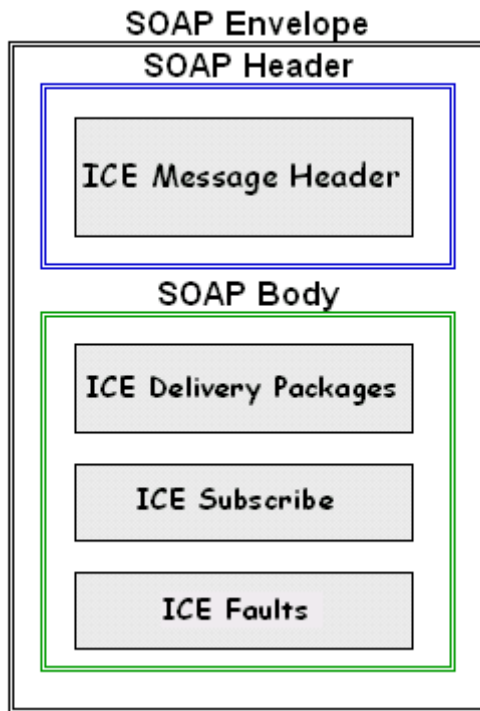 SOAP Envelope
SOAP Header
ICE Message Header
SOAP Body
ICE Delivery Packages
ICE Subscribe
ICE Faults